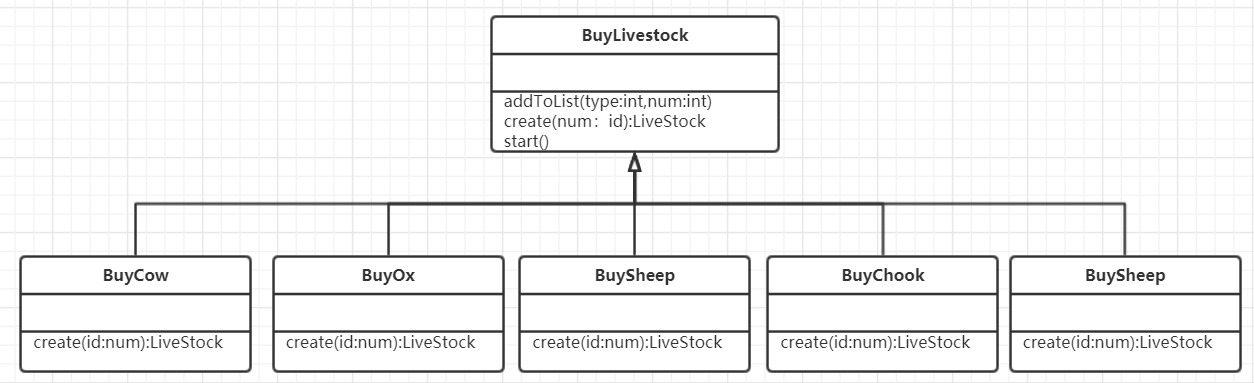 BuyLivestock
addToList(type:int,num:int)
create(num：id):LiveStock
start()
BuyCow
create(id:num):LiveStock
BuyOx
create(id:num):LiveStock
BuySheep
create(id:num):LiveStock
BuyChook
create(id:num):LiveStock
BuySheep
create(id:num):LiveStock